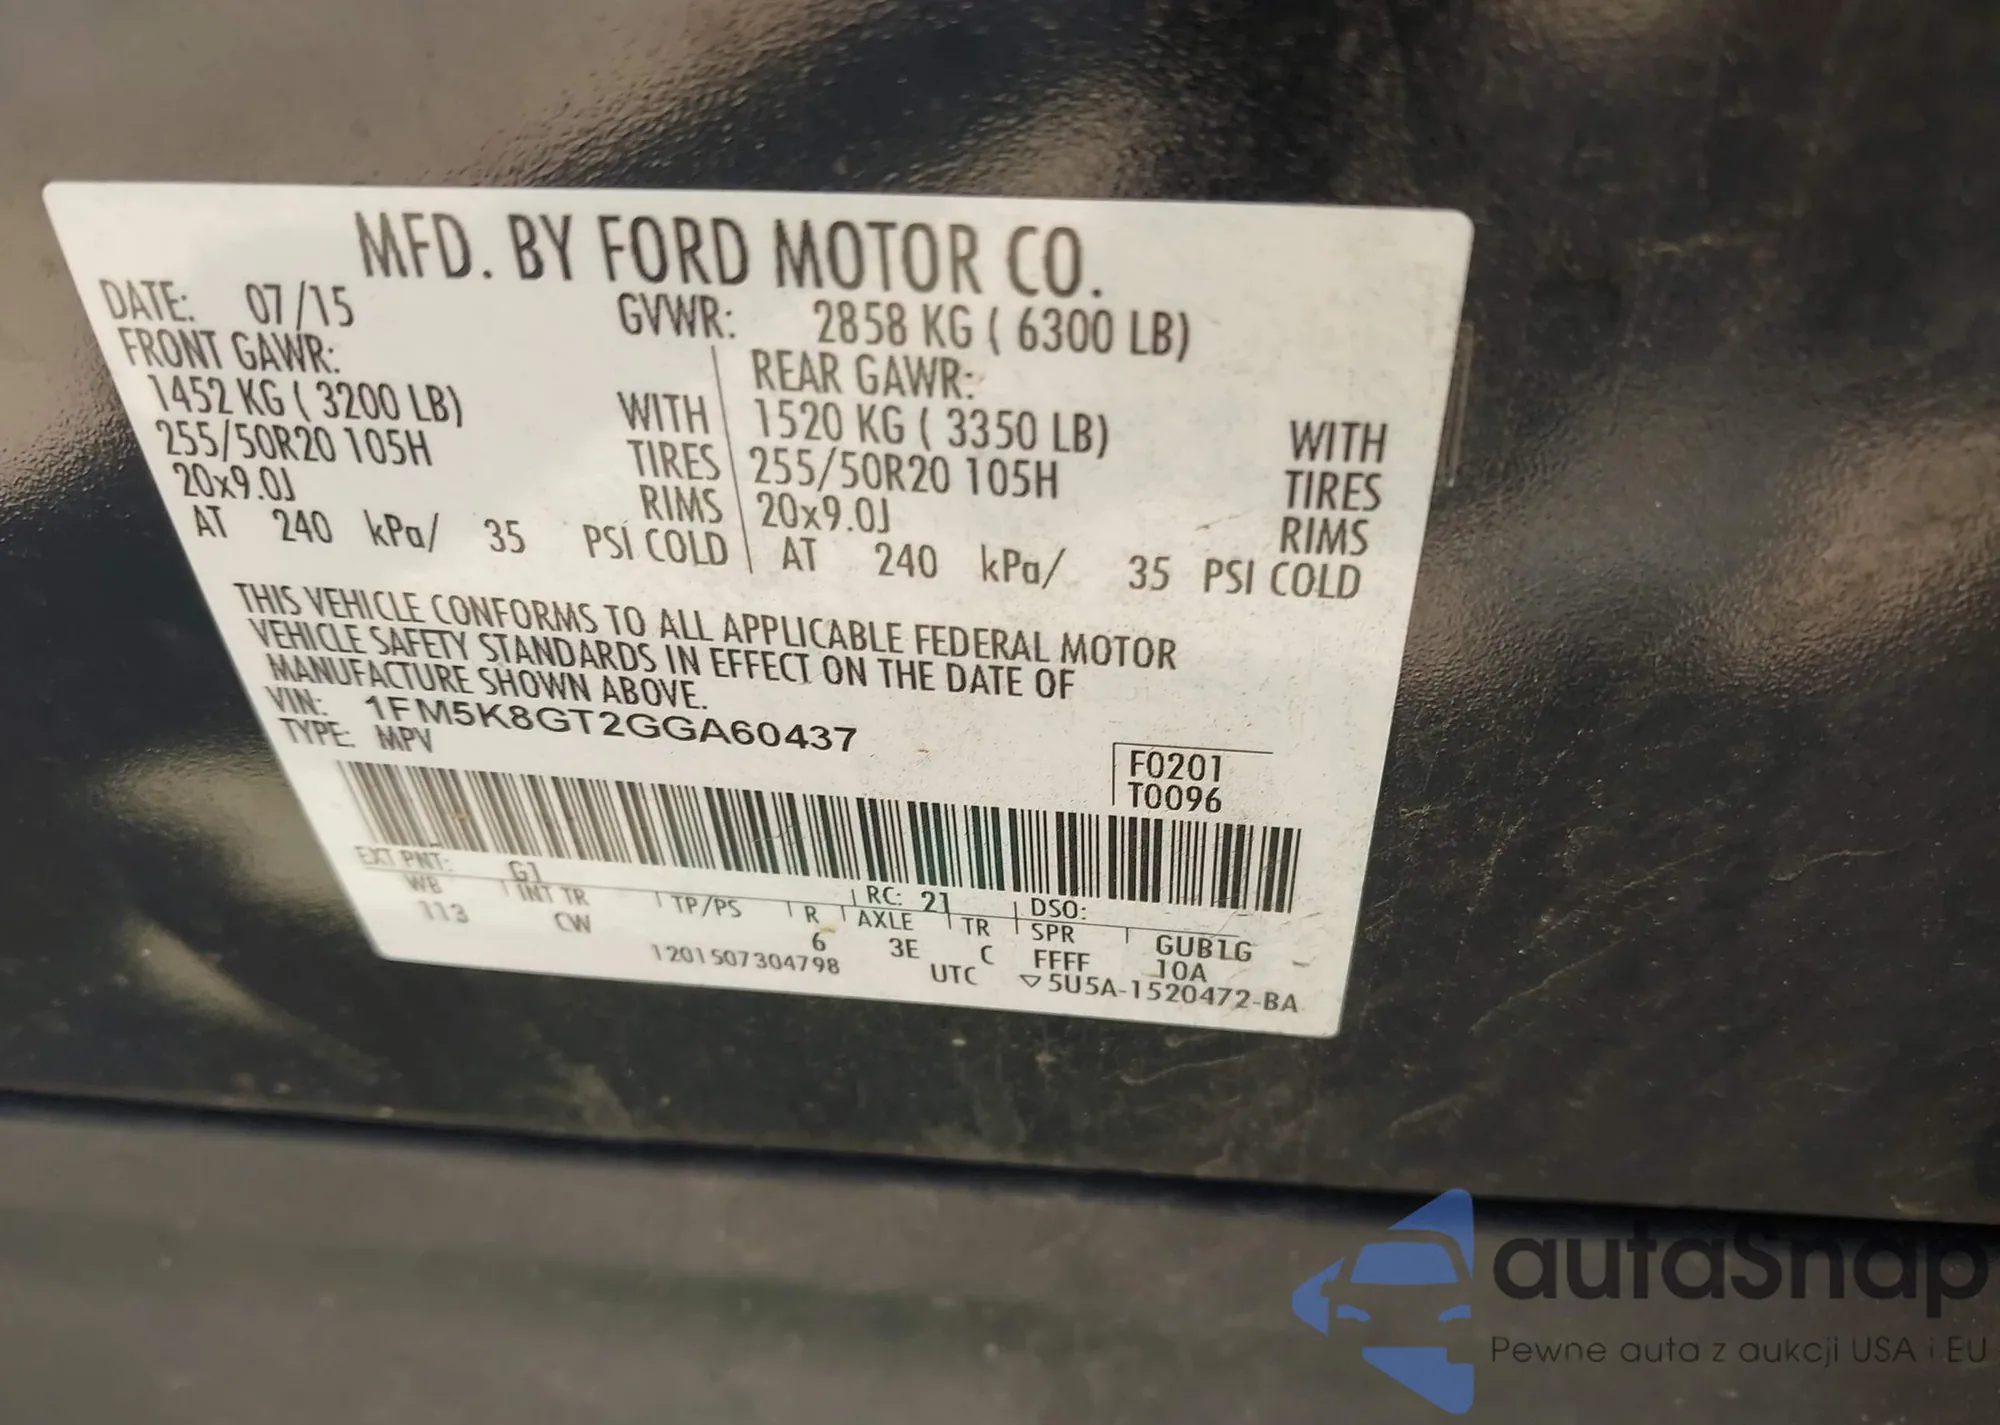 MFD. BY FORD MOTOR CO.
DATE: 07/15 GVWR: 2858 KG ( 6300 LB)
FRONT GAWR: REAR GAWR:
1452 KG ( 3200 LB) WITH 1520 KG ( 3350 LB) WITH
255/50R20 105H TIRES 255/50R20 105H TIRES
20x9.0J RIMS 20x9.0J RIMS
AT 240 kPa/ 35 PSI COLD AT 240 kPa/ 35 PSI COLD
THIS VEHICLE CONFORMS TO ALL APPLICABLE FEDERAL MOTOR
VEHICLE SAFETY STANDARDS IN EFFECT ON THE DATE OF
MANUFACTURE SHOWN ABOVE.
VIN: 1FM5K8GT2GGA60437
TYPE: MPV
F0201
T0096
EXT PNT: G1 RC: 21 DSO:
WB INT TR TP/PS R AXLE TR SPR GUB1G
113 CW 6 3E C FFFF 10A
1201507304798 UTC ▽5U5A-1520472-BA
autaSnap
Pewne auta z aukcji USA i EU